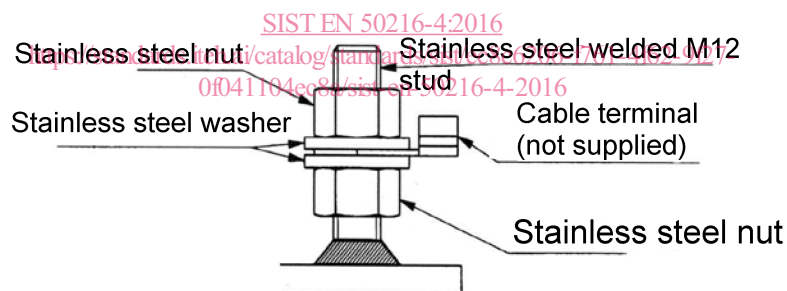 SIST EN 50216-4:2016
Stainless steel nut
Stainless steel welded M12
stud
0f041104ec8a/sist-en-50216-4-2016
Stainless steel washer
Cable terminal
(not supplied)
Stainless steel nut